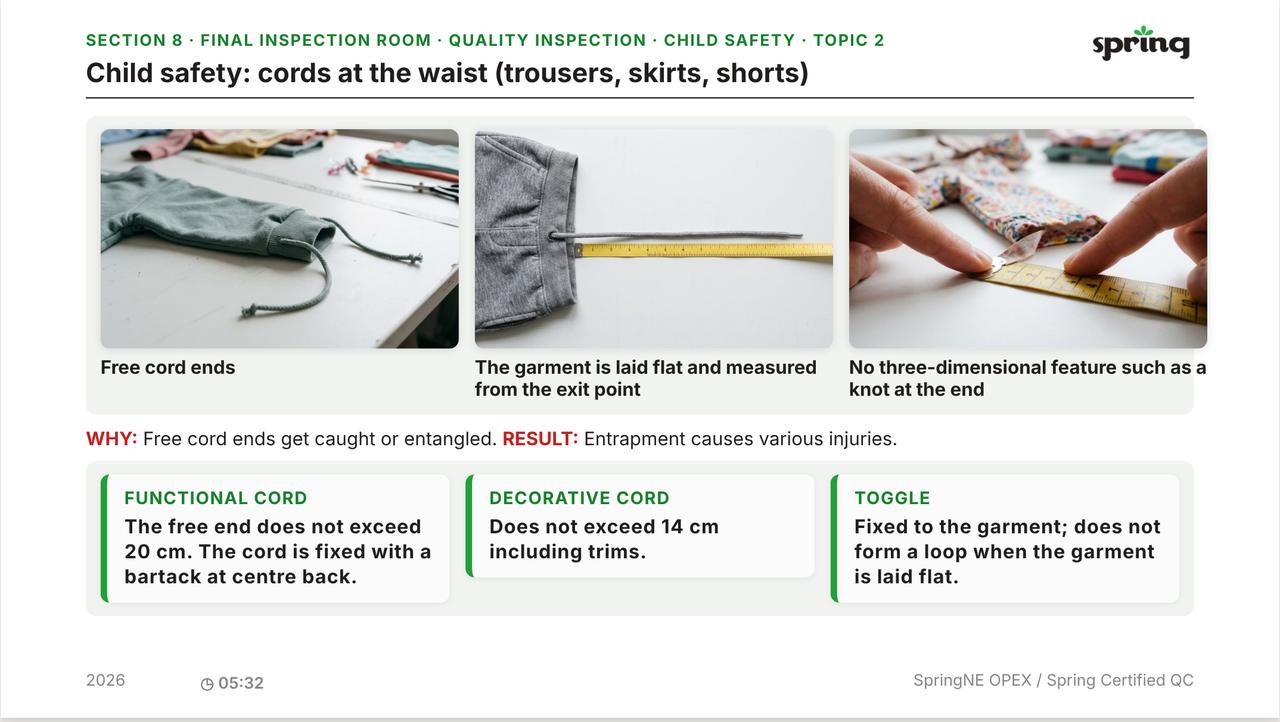 SECTION 8 · FINAL INSPECTION ROOM · QUALITY INSPECTION · CHILD SAFETY · TOPIC 2
spring
Child safety: cords at the waist (trousers, skirts, shorts)
Free cord ends
The garment is laid flat and measured
from the exit point
No three-dimensional feature such as a
knot at the end
WHY: Free cord ends get caught or entangled. RESULT: Entrapment causes various injuries.
FUNCTIONAL CORD
The free end does not exceed
20 cm. The cord is fixed with a
bartack at centre back.
DECORATIVE CORD
Does not exceed 14 cm
including trims.
TOGGLE
Fixed to the garment; does not
form a loop when the garment
is laid flat.
2026
05:32
SpringNE OPEX / Spring Certified QC